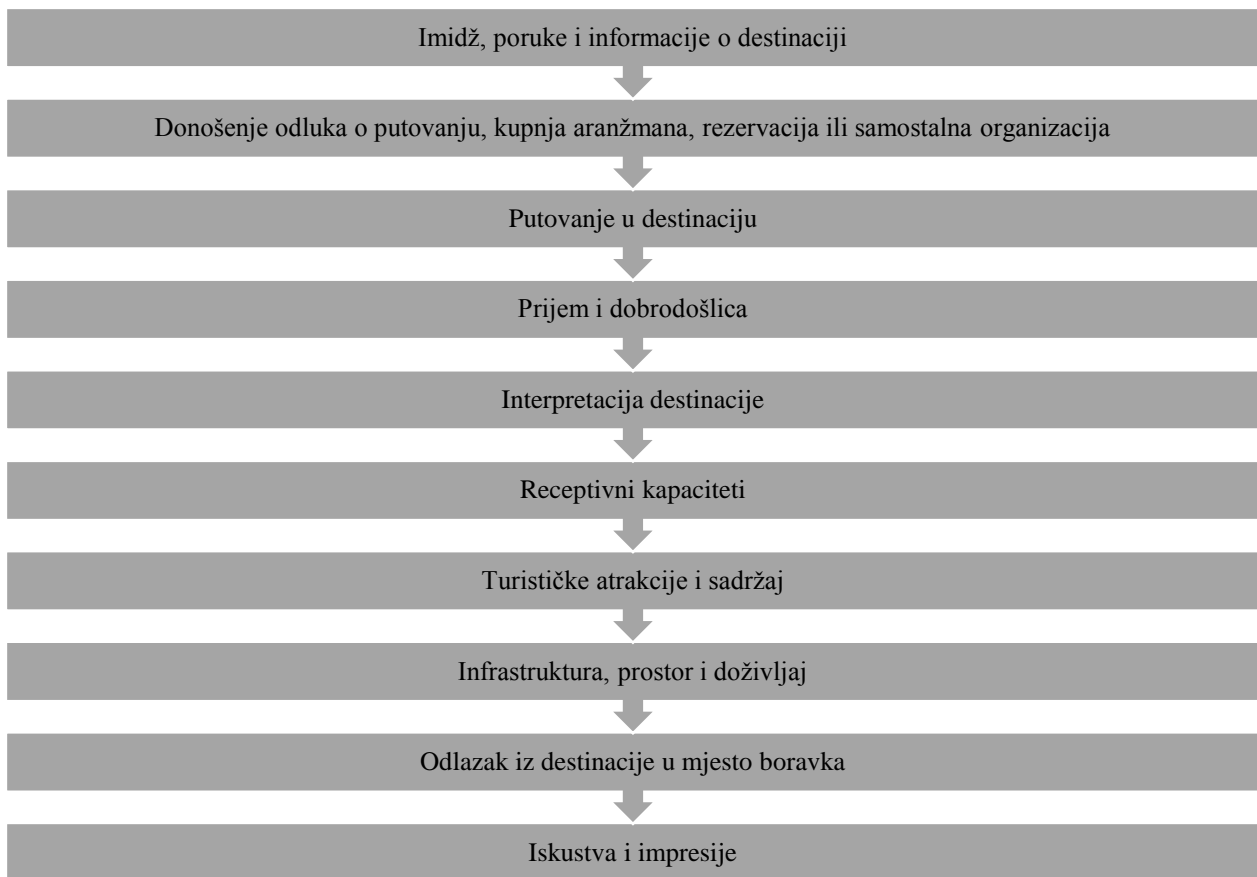 Imidž, poruke i informacije o destinaciji
Donošenje odluka o putovanju, kupnja aranžmana, rezervacija ili samostalna organizacija
Putovanje u destinaciju
Prijem i dobrodošlica
Interpretacija destinacije
Receptivni kapaciteti
Turističke atrakcije i sadržaj
Infrastruktura, prostor i doživljaj
Odlazak iz destinacije u mjesto boravka
Iskustva i impresije